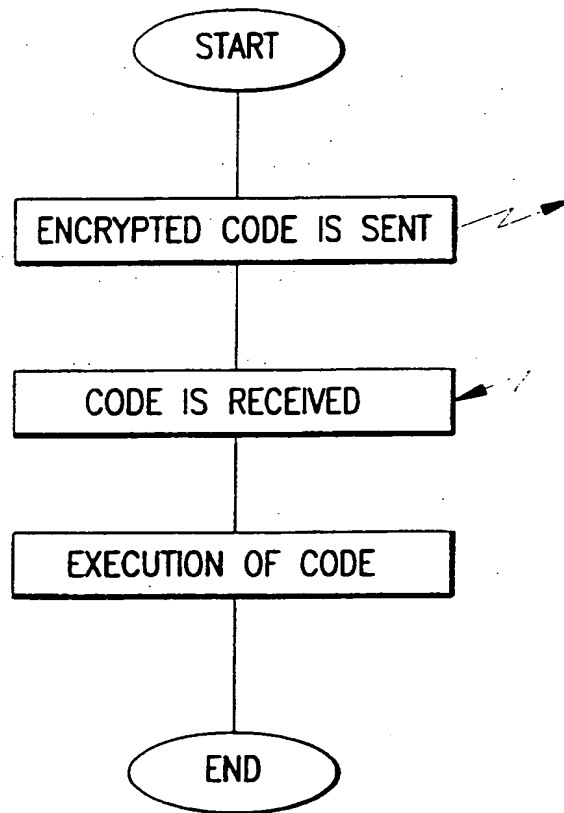 START
ENCRYPTED CODE IS SENT
CODE IS RECEIVED
EXECUTION OF CODE
END